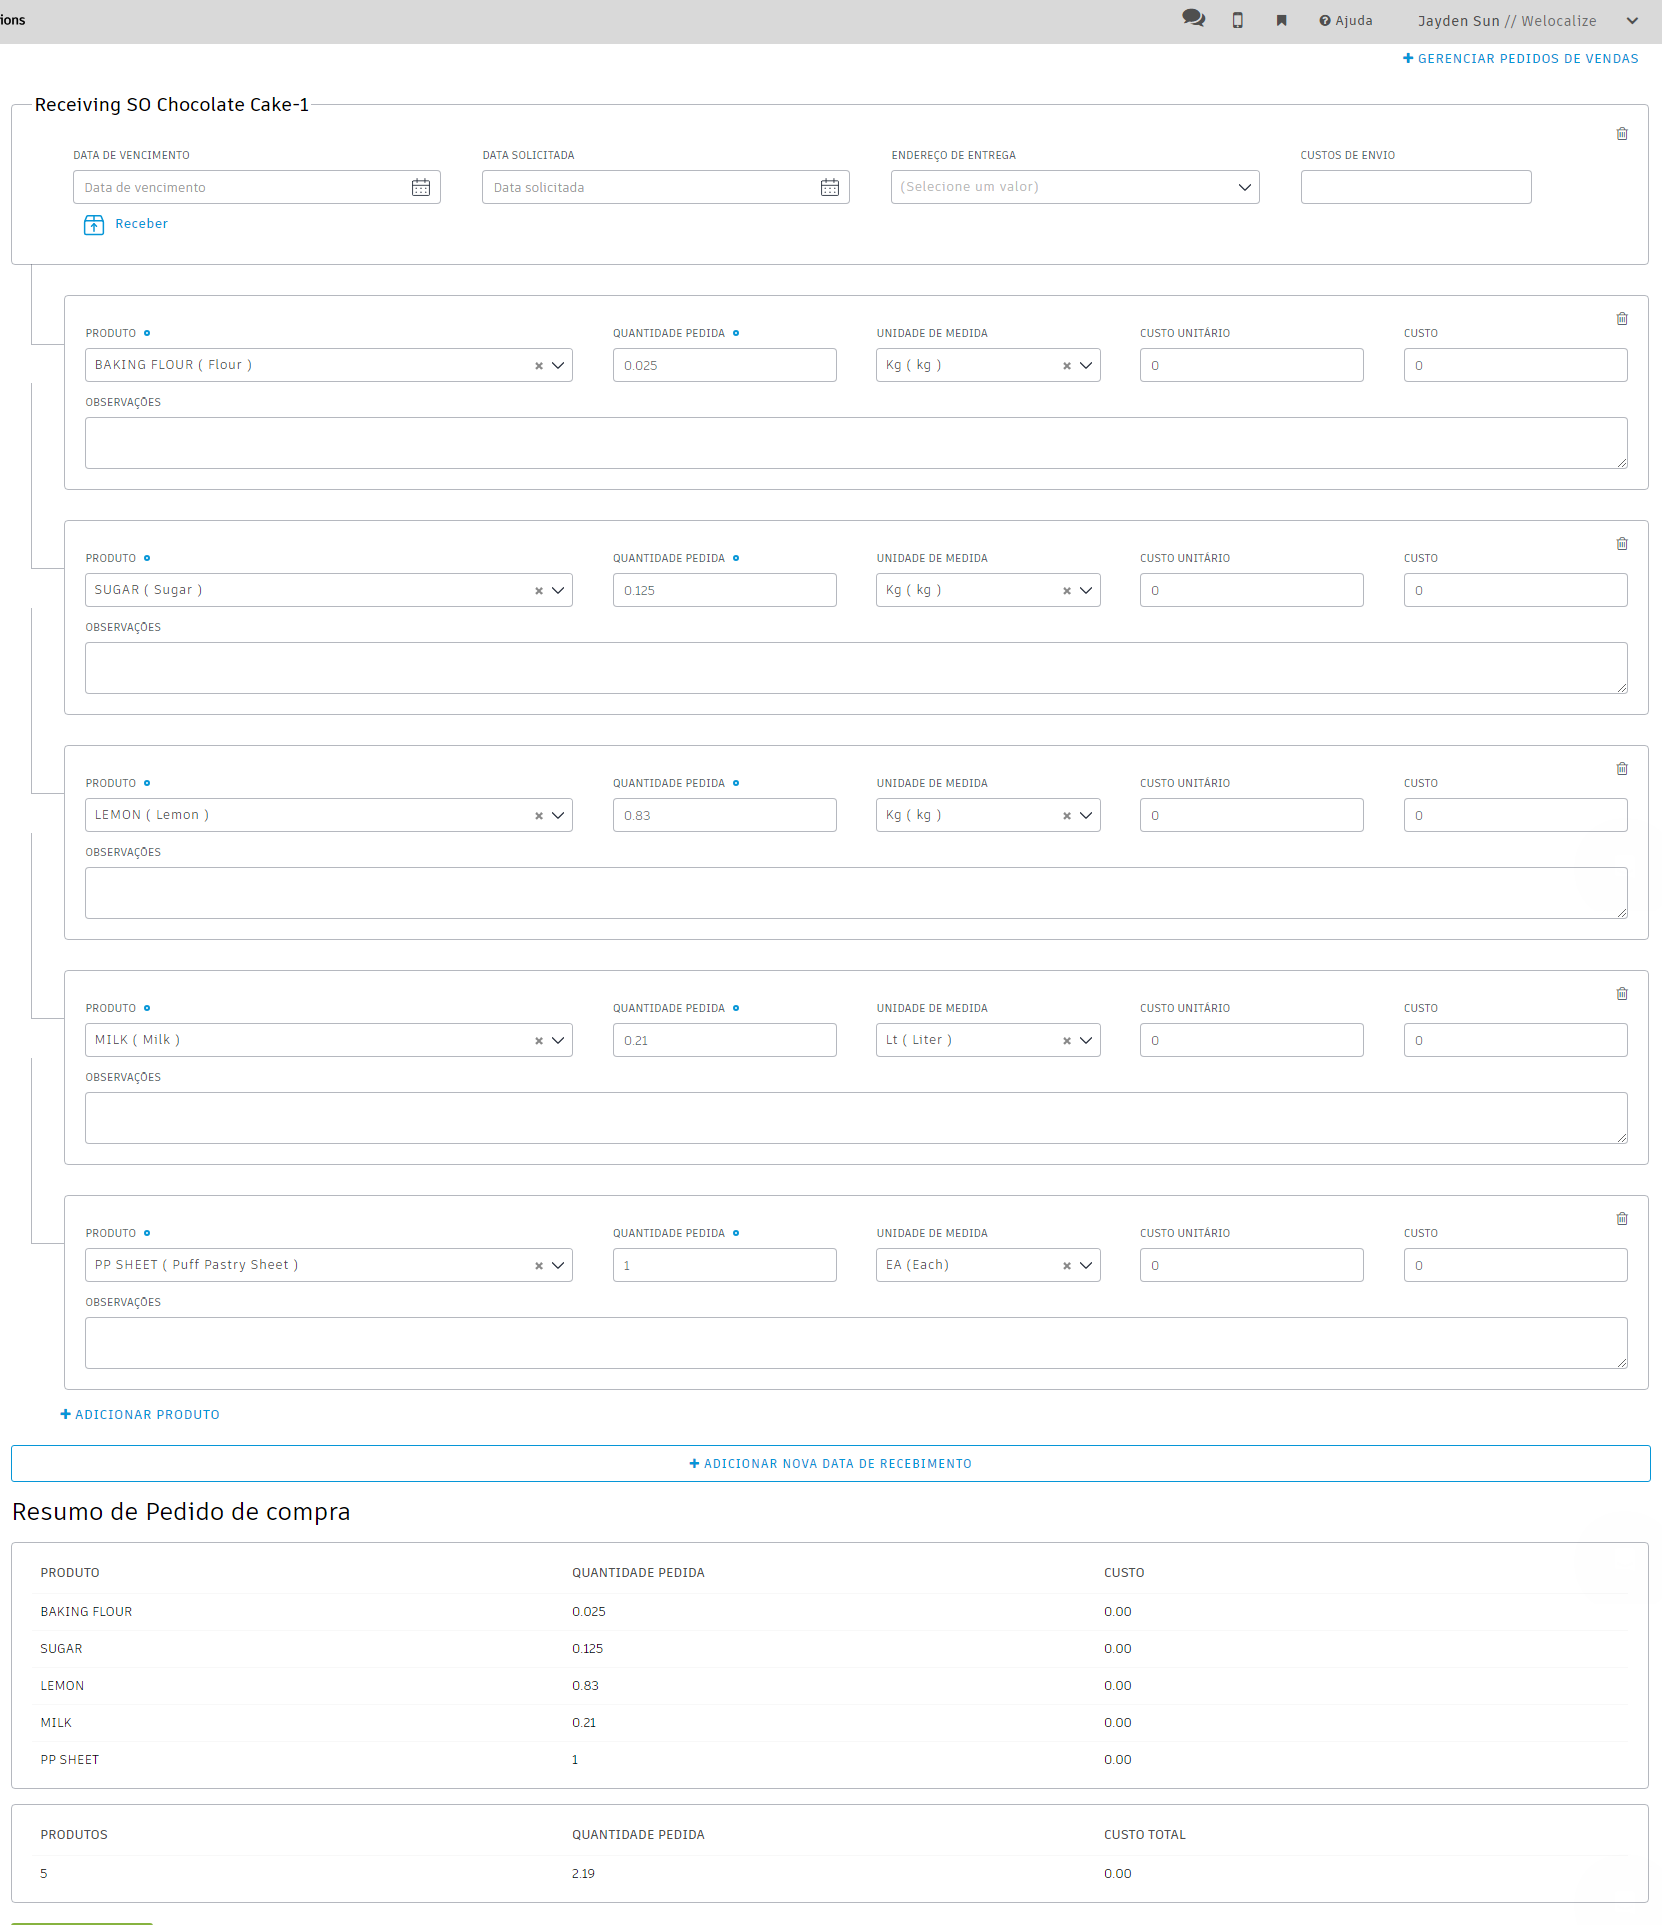 ions
Ajuda
Jayden Sun // Welocalize
GERENCIAR PEDIDOS DE VENDAS
Receiving SO Chocolate Cake-1
DATA DE VENCIMENTO DATA SOLICITADA ENDEREÇO DE ENTREGA CUSTOS DE ENVIO
Data de vencimento Data solicitada (Selecione um valor)
Receber
PRODUTO QUANTIDADE PEDIDA UNIDADE DE MEDIDA CUSTO UNITÁRIO CUSTO
BAKING FLOUR ( Flour ) 0.025 Kg ( kg ) 0 0
OBSERVAÇÕES
PRODUTO QUANTIDADE PEDIDA UNIDADE DE MEDIDA CUSTO UNITÁRIO CUSTO
SUGAR ( Sugar ) 0.125 Kg ( kg ) 0 0
OBSERVAÇÕES
PRODUTO QUANTIDADE PEDIDA UNIDADE DE MEDIDA CUSTO UNITÁRIO CUSTO
LEMON ( Lemon ) 0.83 Kg ( kg ) 0 0
OBSERVAÇÕES
PRODUTO QUANTIDADE PEDIDA UNIDADE DE MEDIDA CUSTO UNITÁRIO CUSTO
MILK ( Milk ) 0.21 Lt ( Liter ) 0 0
OBSERVAÇÕES
PRODUTO QUANTIDADE PEDIDA UNIDADE DE MEDIDA CUSTO UNITÁRIO CUSTO
PP SHEET ( Puff Pastry Sheet ) 1 EA (Each) 0 0
OBSERVAÇÕES
ADICIONAR PRODUTO
ADICIONAR NOVA DATA DE RECEBIMENTO
Resumo de Pedido de compra
PRODUTO QUANTIDADE PEDIDA CUSTO
BAKING FLOUR 0.025 0.00
SUGAR 0.125 0.00
LEMON 0.83 0.00
MILK 0.21 0.00
PP SHEET 1 0.00
PRODUTOS QUANTIDADE PEDIDA CUSTO TOTAL
5 2.19 0.00